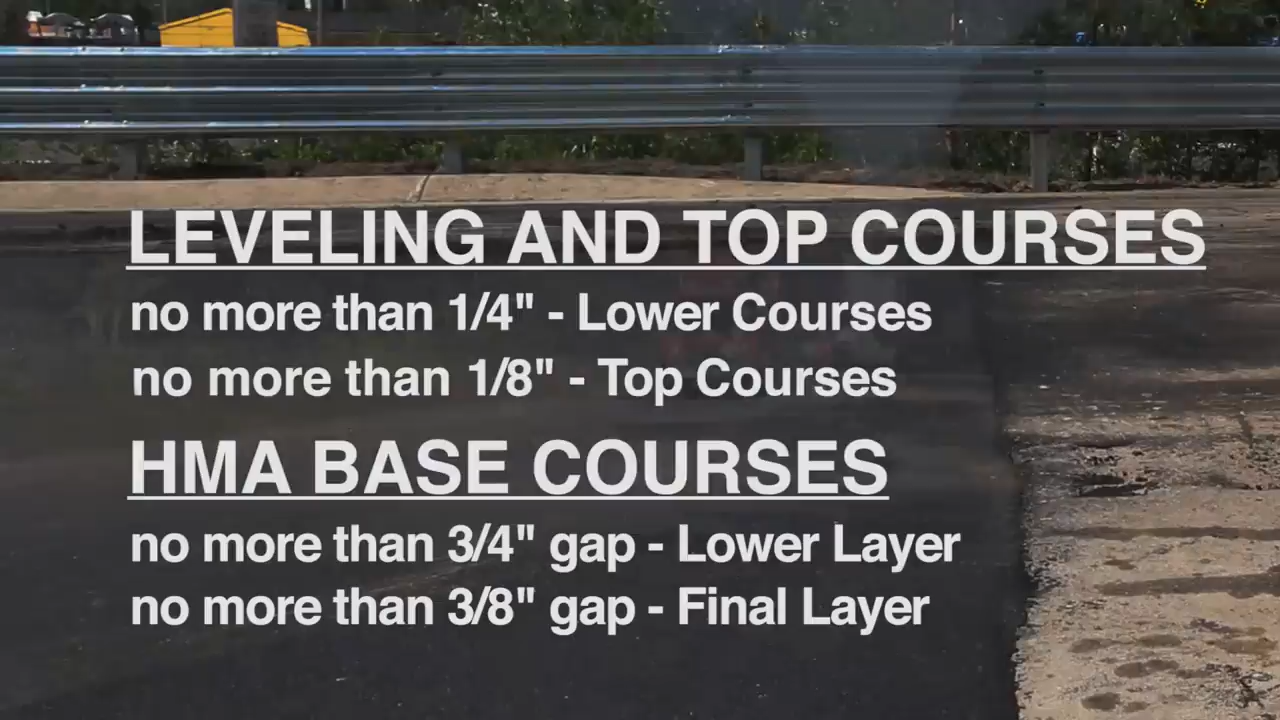 LEVELING AND TOP COURSES
no more than 1/4" - Lower Courses
no more than 1/8" - Top Courses
HMA BASE COURSES
no more than 3/4" gap - Lower Layer
no more than 3/8" gap - Final Layer